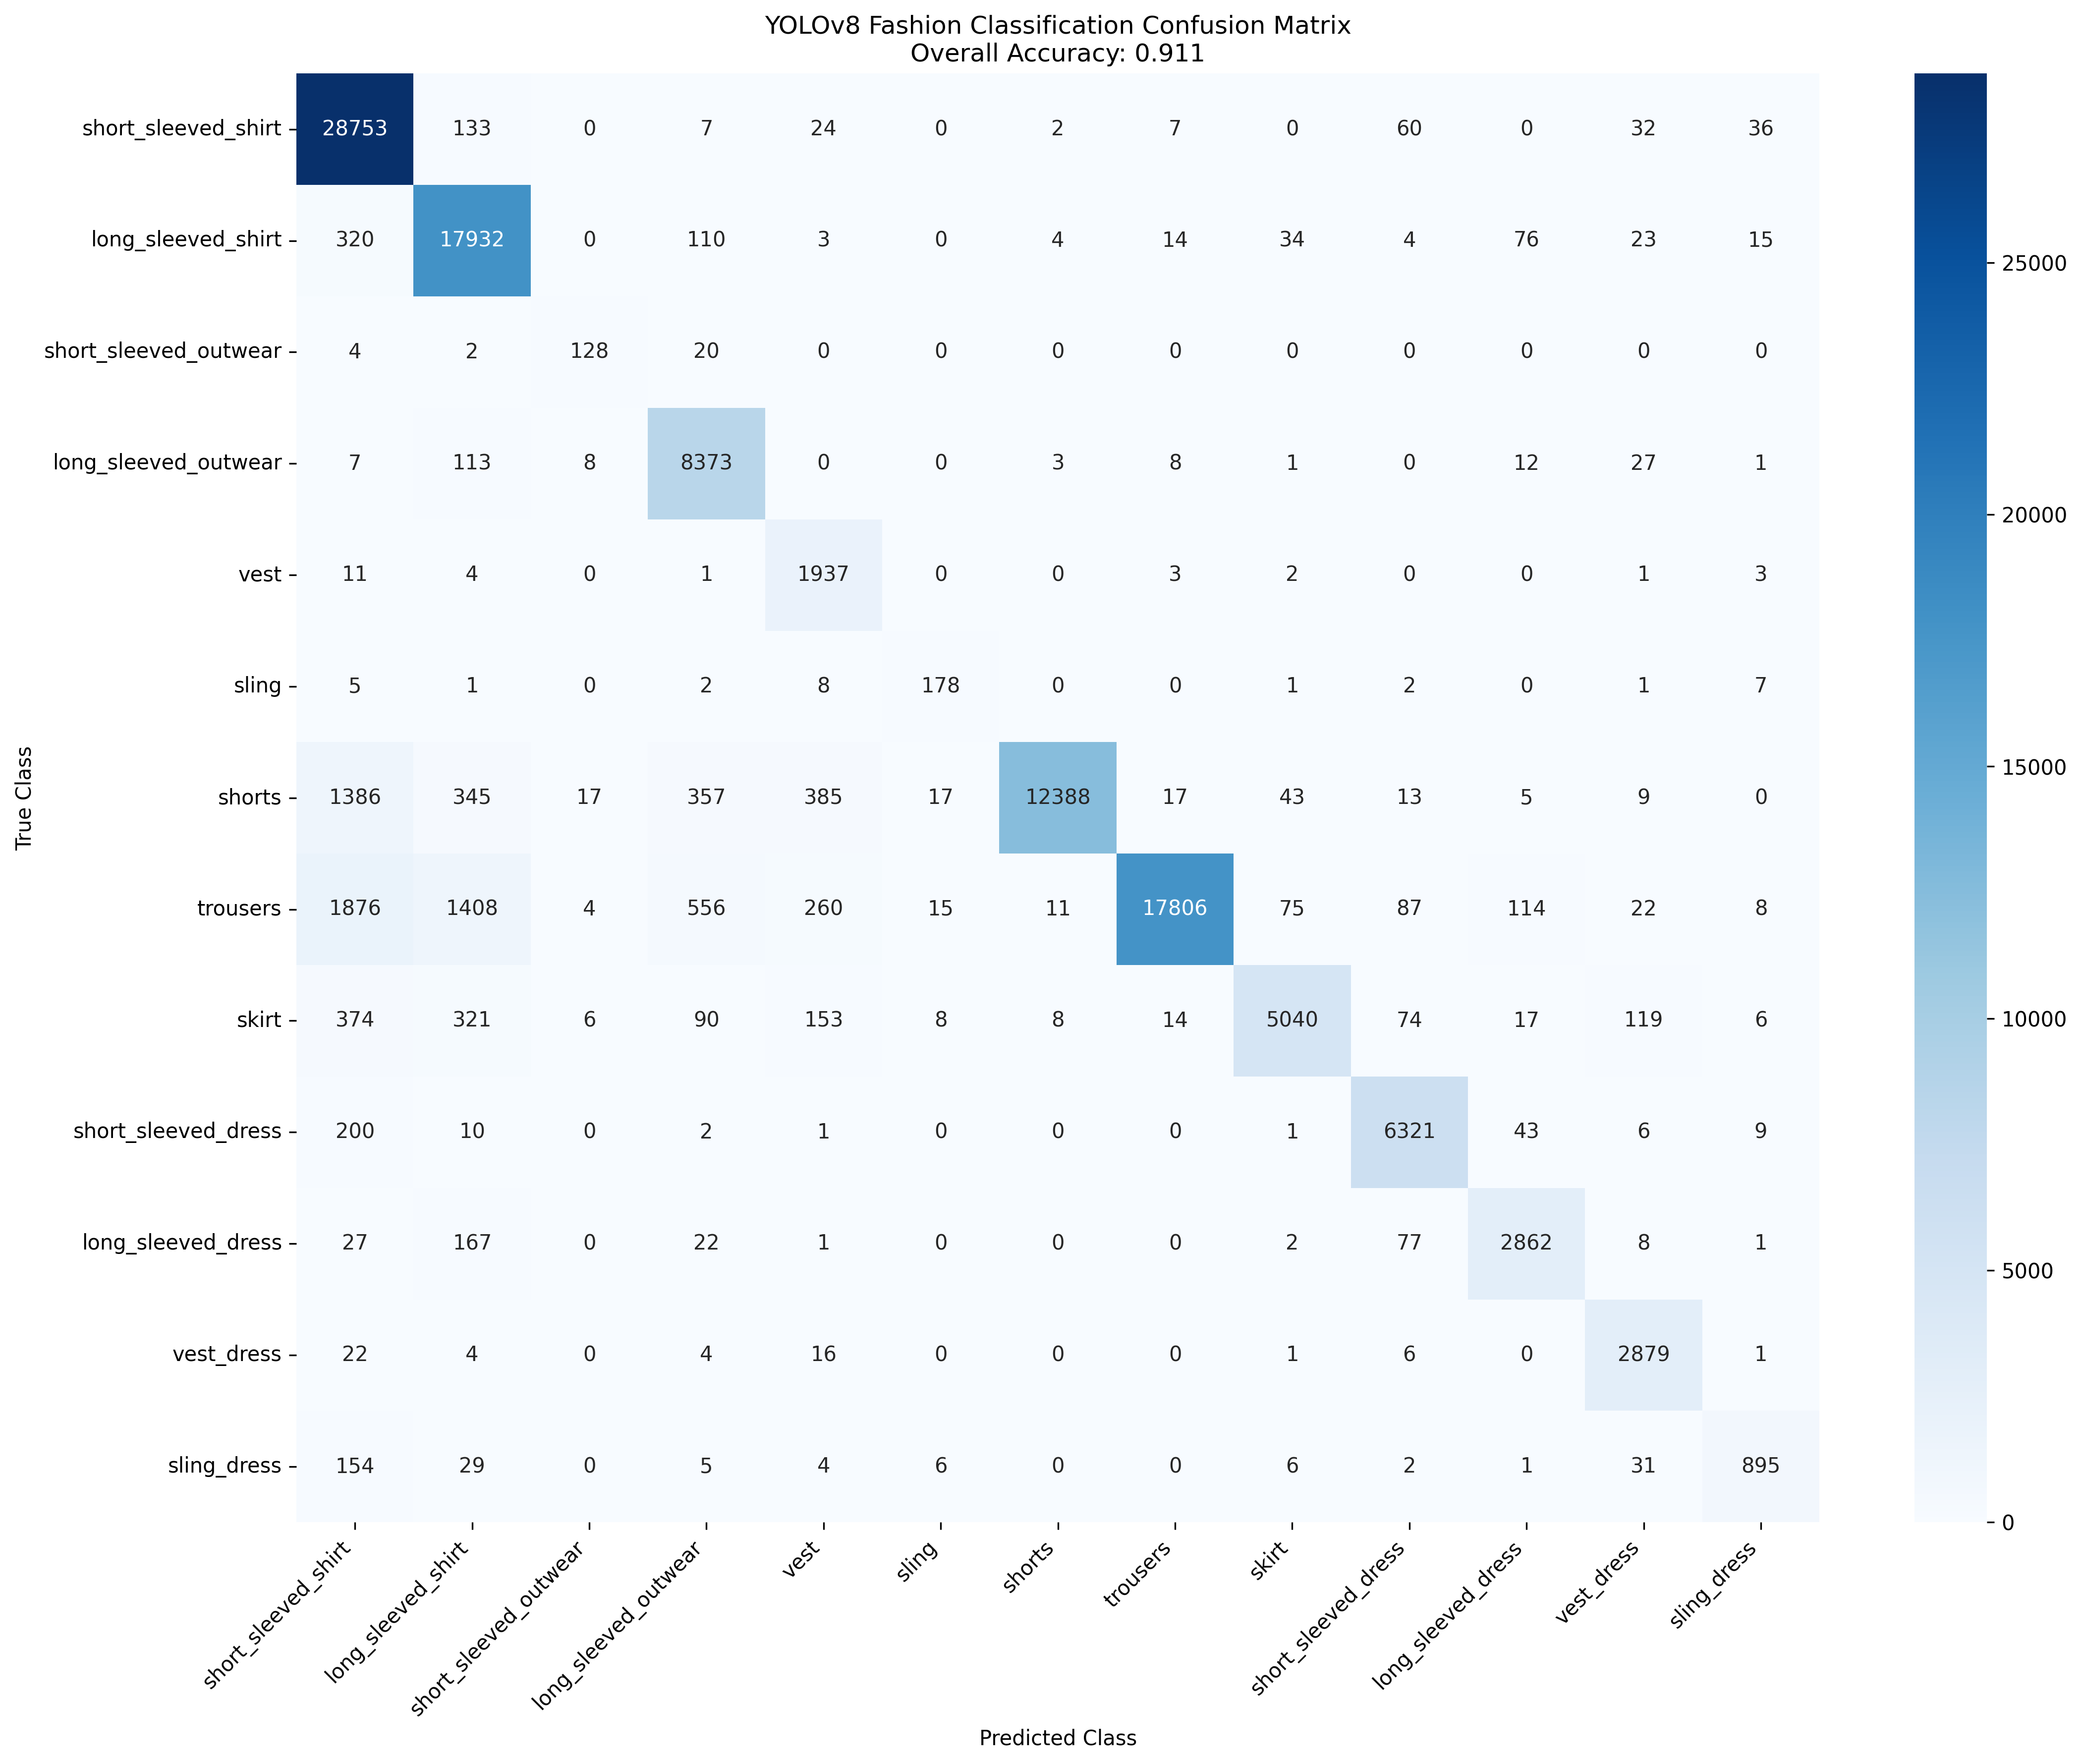 YOLOv8 Fashion Classification Confusion Matrix
Overall Accuracy: 0.911
True Class
short_sleeved_shirt 28753 133 0 7 24 0 2 7 0 60 0 32 36
long_sleeved_shirt 320 17932 0 110 3 0 4 14 34 4 76 23 15
short_sleeved_outwear 4 2 128 20 0 0 0 0 0 0 0 0 0
long_sleeved_outwear 7 113 8 8373 0 0 3 8 1 0 12 27 1
vest 11 4 0 1 1937 0 0 3 2 0 0 1 3
sling 5 1 0 2 8 178 0 0 1 2 0 1 7
shorts 1386 345 17 357 385 17 12388 17 43 13 5 9 0
trousers 1876 1408 4 556 260 15 11 17806 75 87 114 22 8
skirt 374 321 6 90 153 8 8 14 5040 74 17 119 6
short_sleeved_dress 200 10 0 2 1 0 0 0 1 6321 43 6 9
long_sleeved_dress 27 167 0 22 1 0 0 0 2 77 2862 8 1
vest_dress 22 4 0 4 16 0 0 0 1 6 0 2879 1
sling_dress 154 29 0 5 4 6 0 0 6 2 1 31 895
short_sleeved_shirt
long_sleeved_shirt
short_sleeved_outwear
long_sleeved_outwear
vest
sling
shorts
trousers
skirt
short_sleeved_dress
long_sleeved_dress
vest_dress
sling_dress
Predicted Class
25000
20000
15000
10000
5000
0